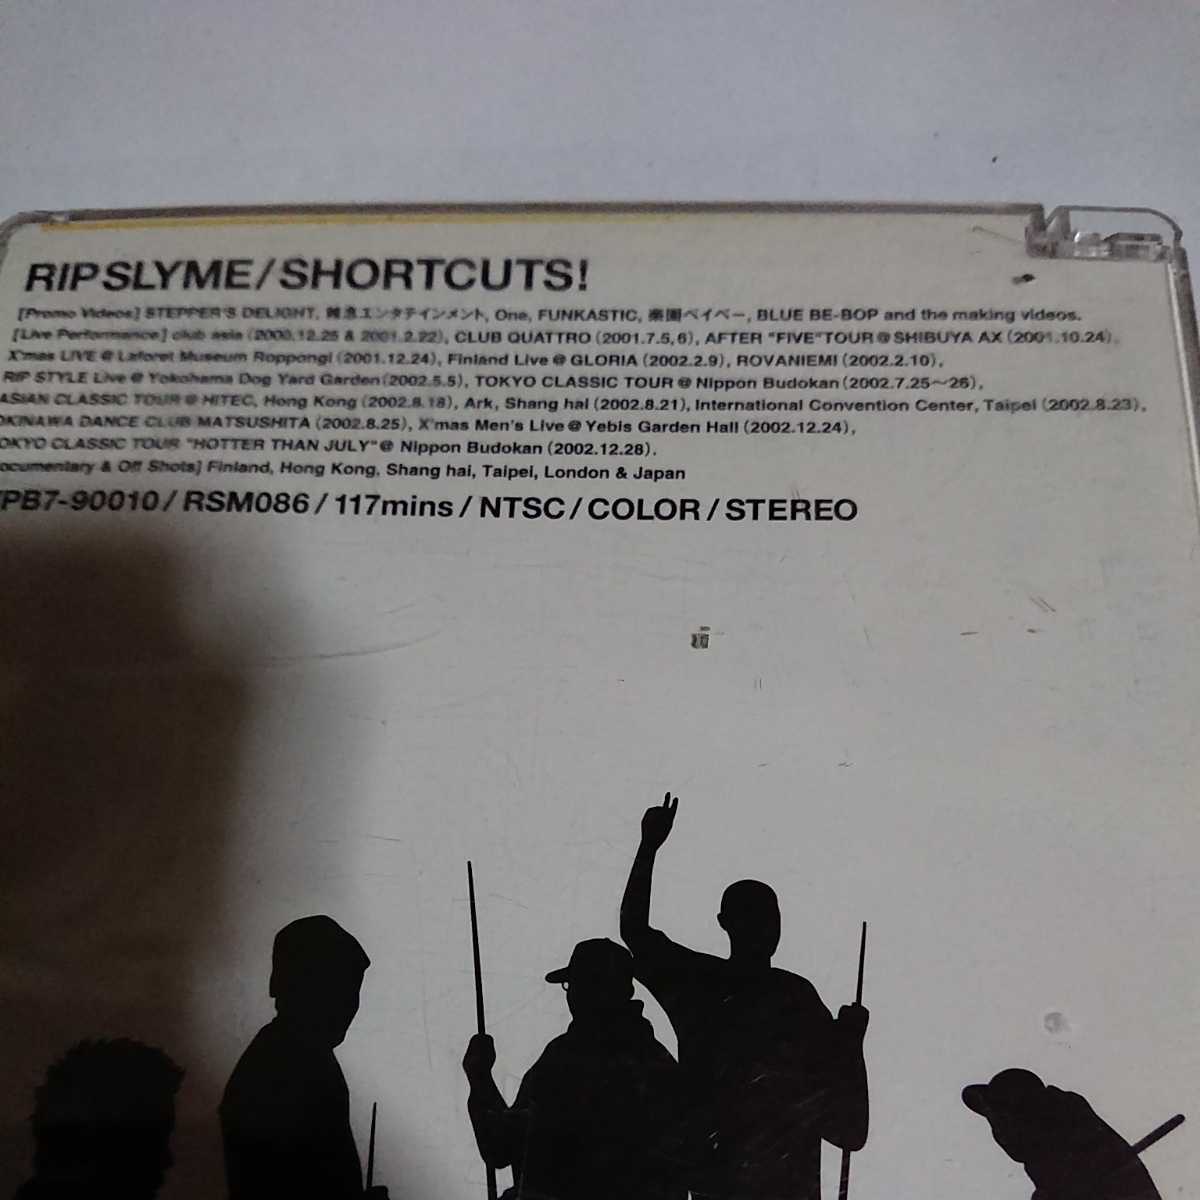 RIP SLYME/SHORTCUTS!
[Promo Videos] STEPPER'S DELIGHT, 雑念エンタテインメント, One, FUNKASTIC, 楽園ベイベー, BLUE BE-BOP and the making videos.
[Live Performance] club asia (2000.12.25 & 2001.2.22), CLUB QUATTRO (2001.7.5,6), AFTER "FIVE"TOUR@SHIBUYA AX (2001.10.24),
X'mas LIVE@Laforet Museum Roppongi (2001.12.24), Finland Live@GLORIA (2002.2.9), ROVANIEMI (2002.2.10),
RIP STYLE Live@Yokohama Dog Yard Garden(2002.5.5), TOKYO CLASSIC TOUR@Nippon Budokan (2002.7.25〜26),
ASIAN CLASSIC TOUR@HITEC, Hong Kong (2002.8.18), Ark, Shang hai (2002.8.21), International Convention Center, Taipei (2002.8.23),
OKINAWA DANCE CLUB MATSUSHITA (2002.8.25), X'mas Men's Live@Yebis Garden Hall (2002.12.24),
OKYO CLASSIC TOUR "HOTTER THAN JULY"@Nippon Budokan (2002.12.28).
ocumentary & Off Shots] Finland, Hong Kong, Shang hai, Taipei, London & Japan
PB7-90010/RSM086/117mins/NTSC/COLOR/STEREO